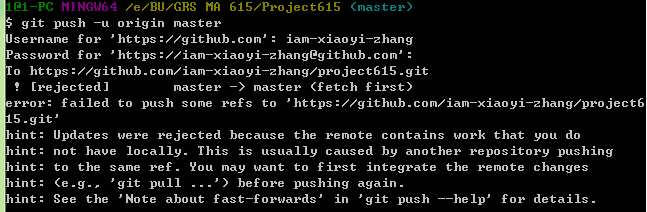 1@1-PC MINGW64 /e/BU/GRS MA 615/Project615 (master)
$ git push -u origin master
Username for 'https://github.com': iam-xiaoyi-zhang
Password for 'https://iam-xiaoyi-zhang@github.com':
To https://github.com/iam-xiaoyi-zhang/project615.git
 ! [rejected]        master -> master (fetch first)
error: failed to push some refs to 'https://github.com/iam-xiaoyi-zhang/project6
15.git'
hint: Updates were rejected because the remote contains work that you do
hint: not have locally. This is usually caused by another repository pushing
hint: to the same ref. You may want to first integrate the remote changes
hint: (e.g., 'git pull ...') before pushing again.
hint: See the 'Note about fast-forwards' in 'git push --help' for details.